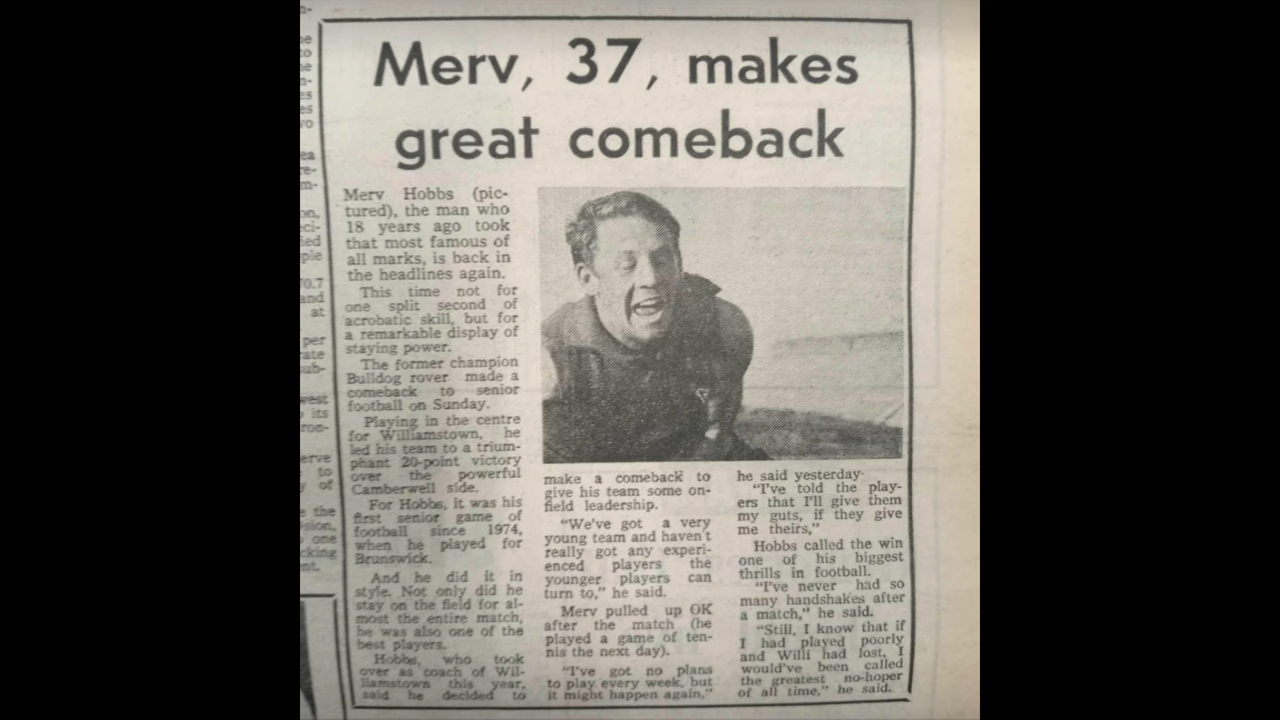 Merv, 37, makes
great comeback
Merv Hobbs (pic-
tured), the man who
18 years ago took
that most famous of
all marks, is back in
the headlines again.
This time not for
one split second of
acrobatic skill, but for
a remarkable display of
staying power.
The former champion
Bulldog rover made a
comeback to senior
football on Sunday.
Playing in the centre
for Williamstown, he
led his team to a trium-
phant 20-point victory
over the powerful
Camberwell side.
For Hobbs, it was his
first senior game of
football since 1974,
when he played for
Brunswick.
And he did it in
style. Not only did he
stay on the field for al-
most the entire match,
he was also one of the
best players.
Hobbs, who took
over as coach of Wil-
liamstown this year,
said he decided to
make a comeback to
give his team some on-
field leadership.
"We've got a very
young team and haven't
really got any experi-
enced players the
younger players can
turn to," he said.
Merv pulled up OK
after the match (he
played a game of ten-
nis the next day).
"I've got no plans
to play every week, but
it might happen again,"
he said yesterday.
"I've told the play-
ers that I'll give them
my guts, if they give
me theirs,"
Hobbs called the win
one of his biggest
thrills in football.
"I've never had so
many handshakes after
a match," he said.
"Still, I know that if
I had played poorly
and Willi had lost, I
would've been called
the greatest no-hoper
of all time," he said.